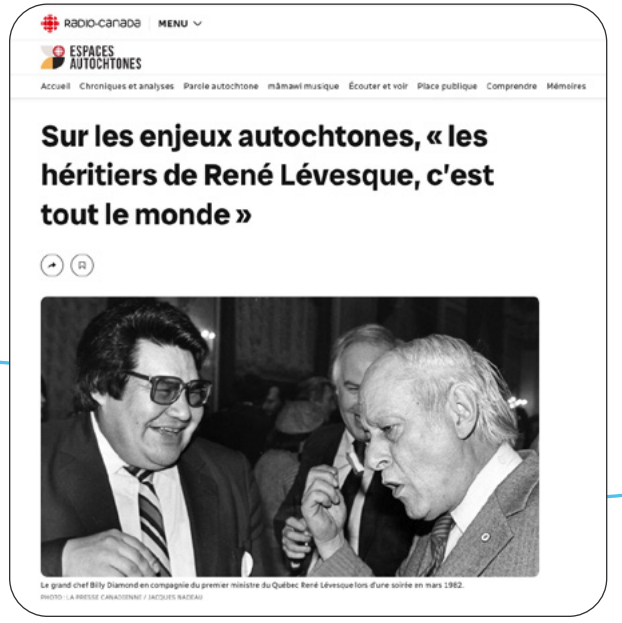 RADIO-CANADA MENU
ESPACES
AUTOCHTONES
Accueil Chroniques et analyses Parole autochtone mâmawi musique Écouter et voir Place publique Comprendre Mémoires
Sur les enjeux autochtones, « les
héritiers de René Lévesque, c'est
tout le monde »
Le grand chef Billy Diamond en compagnie du premier ministre du Québec René Lévesque lors d'une soirée en mars 1982.
PHOTO : LA PRESSE CANADIENNE / JACQUES NADEAU